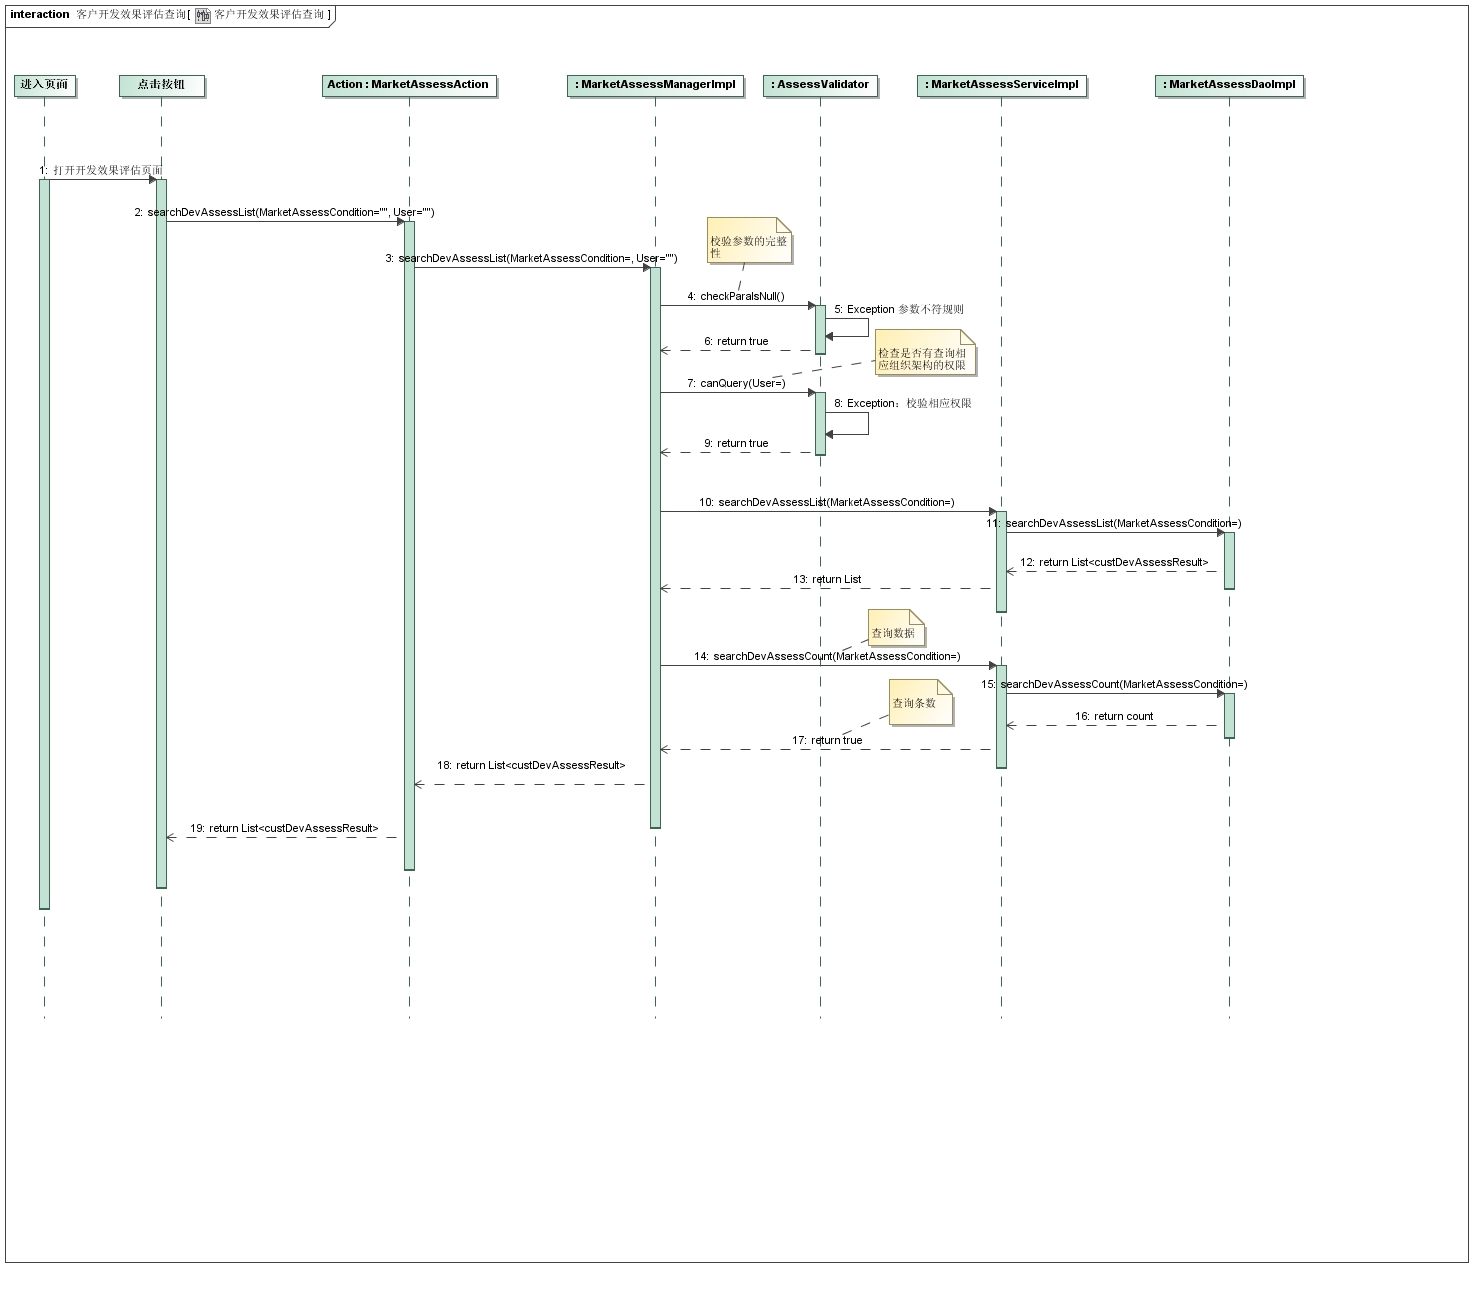 interaction 客户开发效果评估查询[ 客户开发效果评估查询 ]
进入页面
点击按钮
Action : MarketAssessAction
: MarketAssessManagerImpl
: AssessValidator
: MarketAssessServiceImpl
: MarketAssessDaoImpl
1: 打开开发效果评估页面
2: searchDevAssessList(MarketAssessCondition="", User="")
校验参数的完整
性
3: searchDevAssessList(MarketAssessCondition=, User="")
4: checkParaIsNull()
5: Exception 参数不符规则
6: return true
检查是否有查询相
应组织架构的权限
7: canQuery(User=)
8: Exception：校验相应权限
9: return true
10: searchDevAssessList(MarketAssessCondition=)
11: searchDevAssessList(MarketAssessCondition=)
12: return List<custDevAssessResult>
13: return List
查询数据
14: searchDevAssessCount(MarketAssessCondition=)
15: searchDevAssessCount(MarketAssessCondition=)
查询条数
16: return count
17: return true
18: return List<custDevAssessResult>
19: return List<custDevAssessResult>